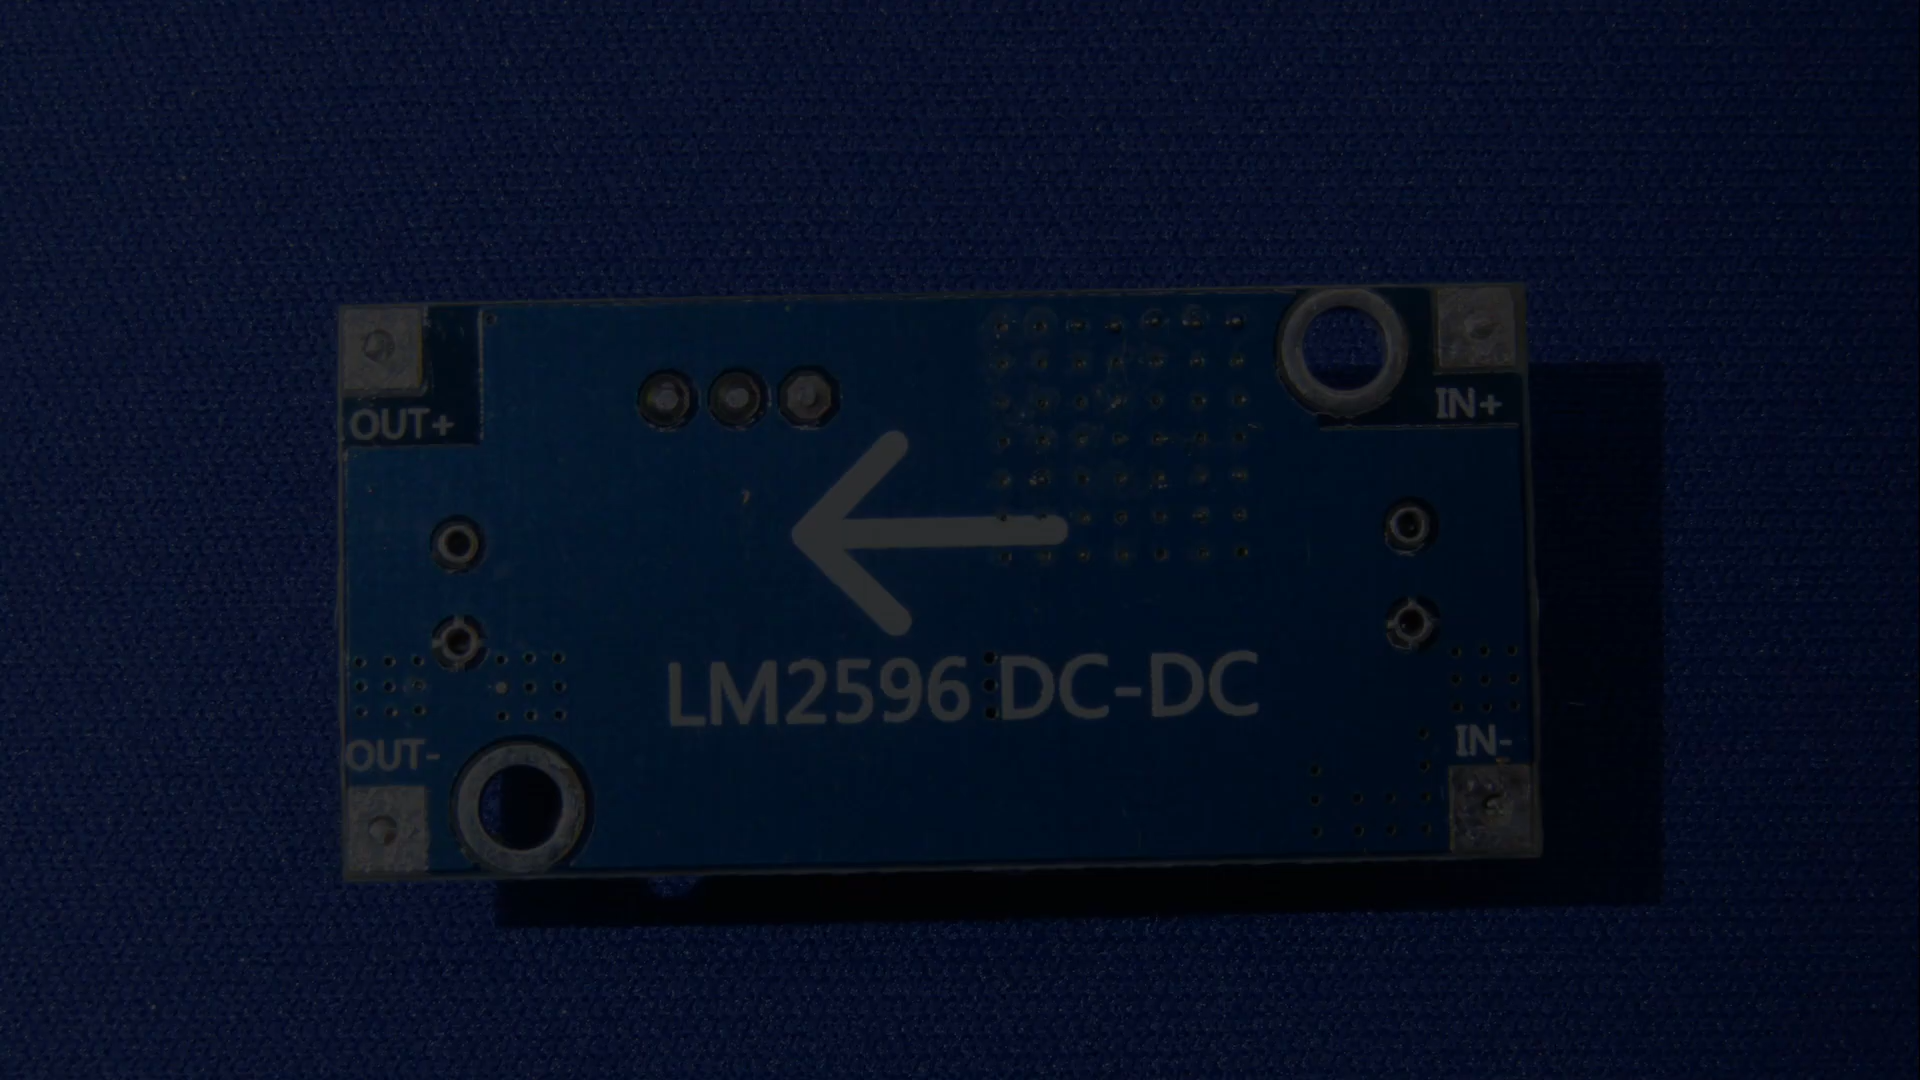 OUT+
IN+
LM2596 DC-DC
OUT-
IN-